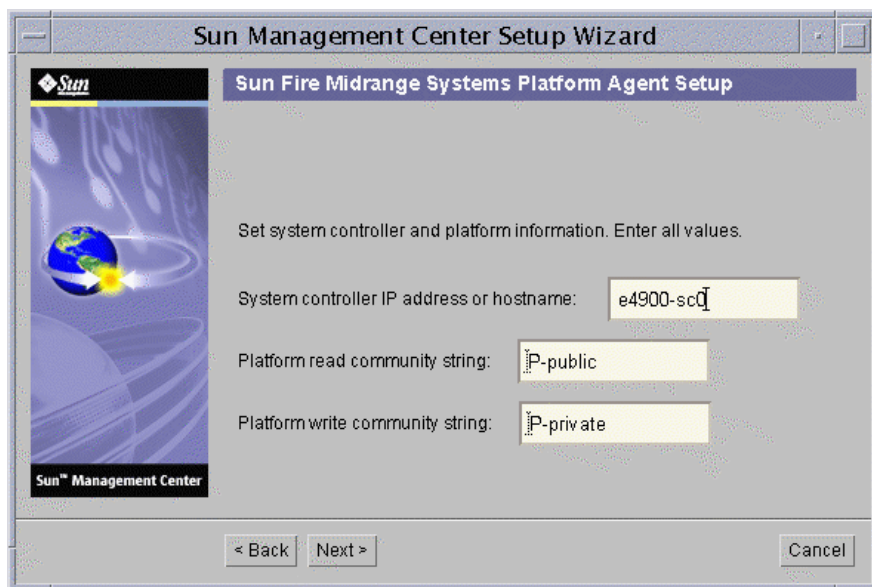 Sun Management Center Setup Wizard
Sun
Sun Fire Midrange Systems Platform Agent Setup
Set system controller and platform information. Enter all values.
System controller IP address or hostname: e4900-sc0
Platform read community string: P-public
Platform write community string: P-private
Sun™ Management Center
< Back Next > Cancel